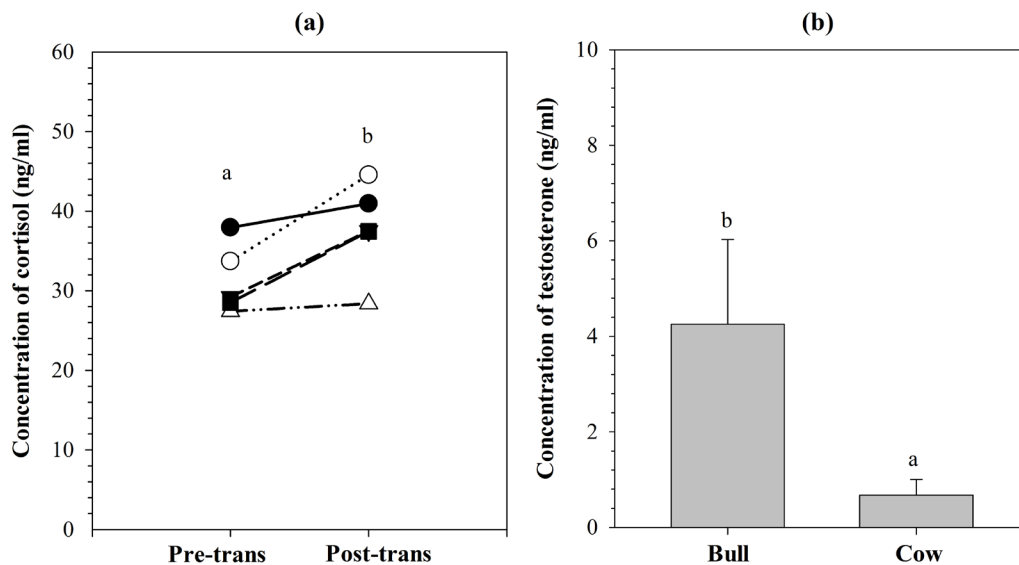 (a)
Concentration of cortisol (ng/ml)
60
50
40
30
20
10
0
a
b
Pre-trans
Post-trans
(b)
Concentration of testosterone (ng/ml)
10
8
6
4
2
0
b
a
Bull
Cow